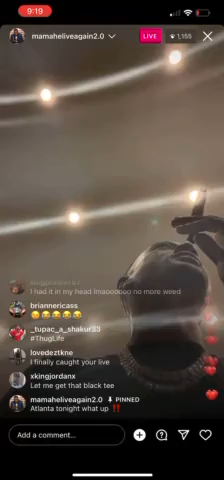 9:19
mamaheliveagain2.0
LIVE
1,155
I had it in my head lmaooooooo no more weed
briannericass
😏😂😂😂😂
_tupac_a_shakur33
#ThugLife
lovedeztkne
I finally caught your live
xkingjordanx
Let me get that black tee
mamaheliveagain2.0 PINNED
Atlanta tonight what up ‼️
Add a comment...